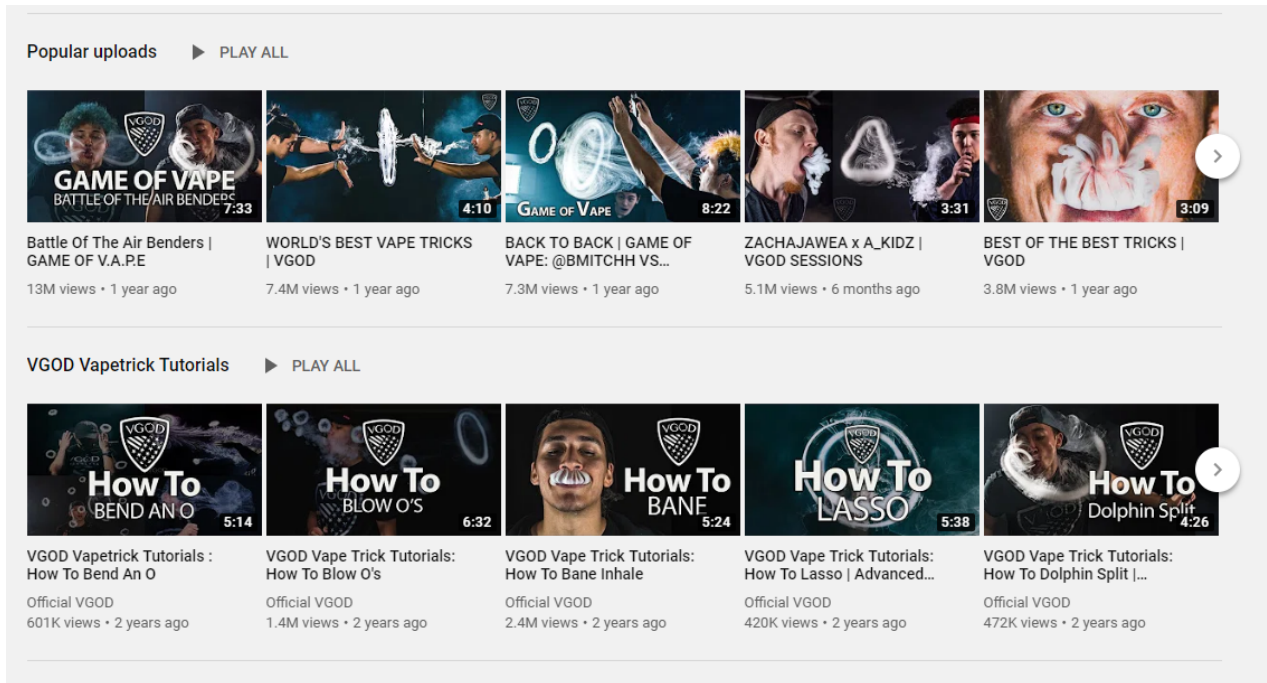 Popular uploads
PLAY ALL
VGOD
GAME OF VAPE
BATTLE OF THE AIR BENDERS
7:33
4:10
GAME OF VAPE
8:22
3:31
3:09
Battle Of The Air Benders |
GAME OF V.A.P.E
13M views • 1 year ago
WORLD'S BEST VAPE TRICKS
| VGOD
7.4M views • 1 year ago
BACK TO BACK | GAME OF
VAPE: @BMITCHH VS...
7.3M views • 1 year ago
ZACHAJAWEA x A_KIDZ |
VGOD SESSIONS
5.1M views • 6 months ago
BEST OF THE BEST TRICKS |
VGOD
3.8M views • 1 year ago
VGOD Vapetrick Tutorials
PLAY ALL
VGOD
How To
BEND AN O
5:14
VGOD
How To
BLOW O'S
6:32
VGOD
How To
BANE
5:24
VGOD
How To
LASSO
5:38
VGOD
How To
Dolphin Split
4:26
VGOD Vapetrick Tutorials :
How To Bend An O
Official VGOD
601K views • 2 years ago
VGOD Vape Trick Tutorials:
How To Blow O's
Official VGOD
1.4M views • 2 years ago
VGOD Vape Trick Tutorials:
How To Bane Inhale
Official VGOD
2.4M views • 2 years ago
VGOD Vape Trick Tutorials:
How To Lasso | Advanced...
Official VGOD
420K views • 2 years ago
VGOD Vape Trick Tutorials:
How To Dolphin Split |...
Official VGOD
472K views • 2 years ago